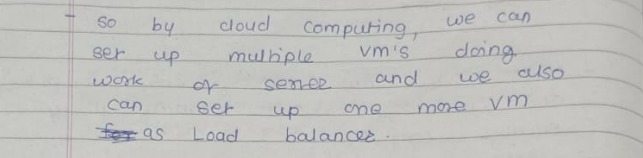 - so by cloud computing, we can
set up multiple VM's doing
work of server and we also
can set up one more VM
as Load balancer.